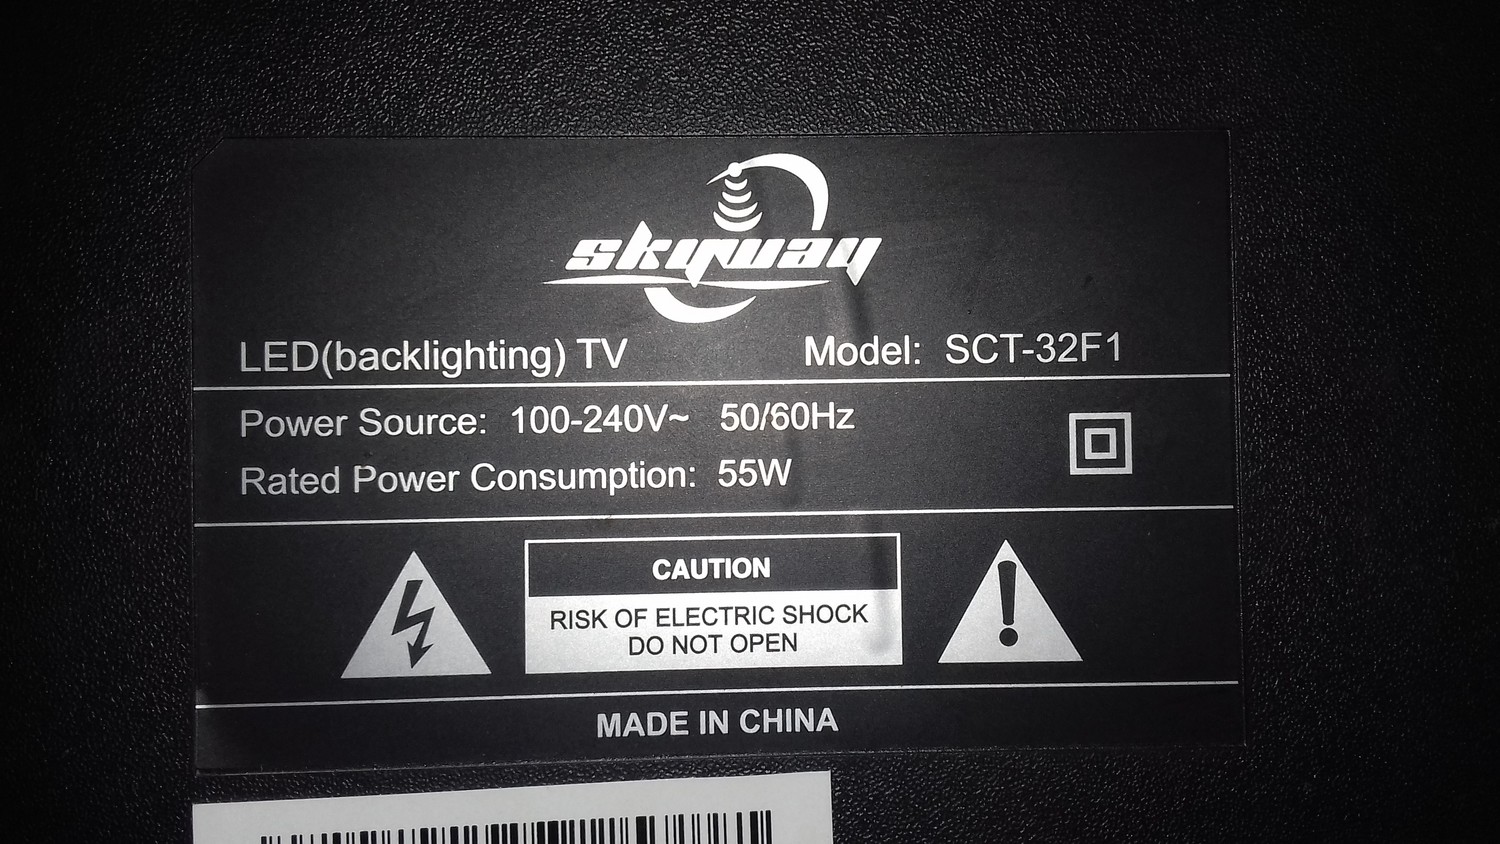 skyway
LED(backlighting) TV Model: SCT-32F1
Power Source: 100-240V~ 50/60Hz
Rated Power Consumption: 55W
CAUTION
RISK OF ELECTRIC SHOCK
DO NOT OPEN
MADE IN CHINA